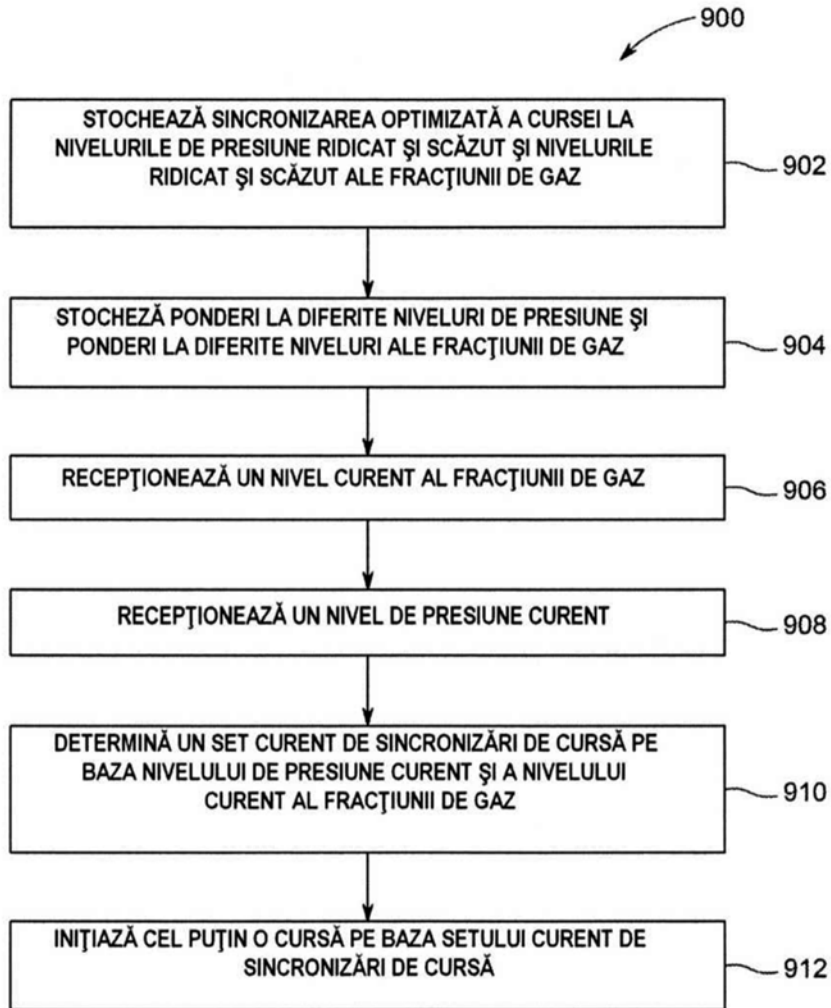 900
STOCHEAZĂ SINCRONIZAREA OPTIMIZATĂ A CURSEI LA
NIVELURILE DE PRESIUNE RIDICAT ŞI SCĂZUT ŞI NIVELURILE
RIDICAT ŞI SCĂZUT ALE FRACŢIUNII DE GAZ
902
STOCHEZĂ PONDERI LA DIFERITE NIVELURI DE PRESIUNE ŞI
PONDERI LA DIFERITE NIVELURI ALE FRACŢIUNII DE GAZ
904
RECEPŢIONEAZĂ UN NIVEL CURENT AL FRACŢIUNII DE GAZ
906
RECEPŢIONEAZĂ UN NIVEL DE PRESIUNE CURENT
908
DETERMINĂ UN SET CURENT DE SINCRONIZĂRI DE CURSĂ PE
BAZA NIVELULUI DE PRESIUNE CURENT ŞI A NIVELULUI
CURENT AL FRACŢIUNII DE GAZ
910
INIŢIAZĂ CEL PUŢIN O CURSĂ PE BAZA SETULUI CURENT DE
SINCRONIZĂRI DE CURSĂ
912